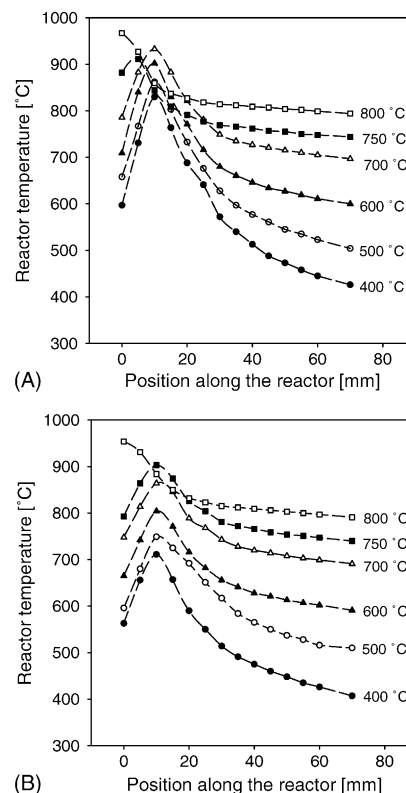 1000
900
800
700
600
500
400
300
Reactor temperature [˚C]
800 ˚C
750 ˚C
700 ˚C
600 ˚C
500 ˚C
400 ˚C
0 20 40 60 80
(A) Position along the reactor [mm]
1000
900
800
700
600
500
400
300
Reactor temperature [˚C]
800 ˚C
750 ˚C
700 ˚C
600 ˚C
500 ˚C
400 ˚C
0 20 40 60 80
(B) Position along the reactor [mm]